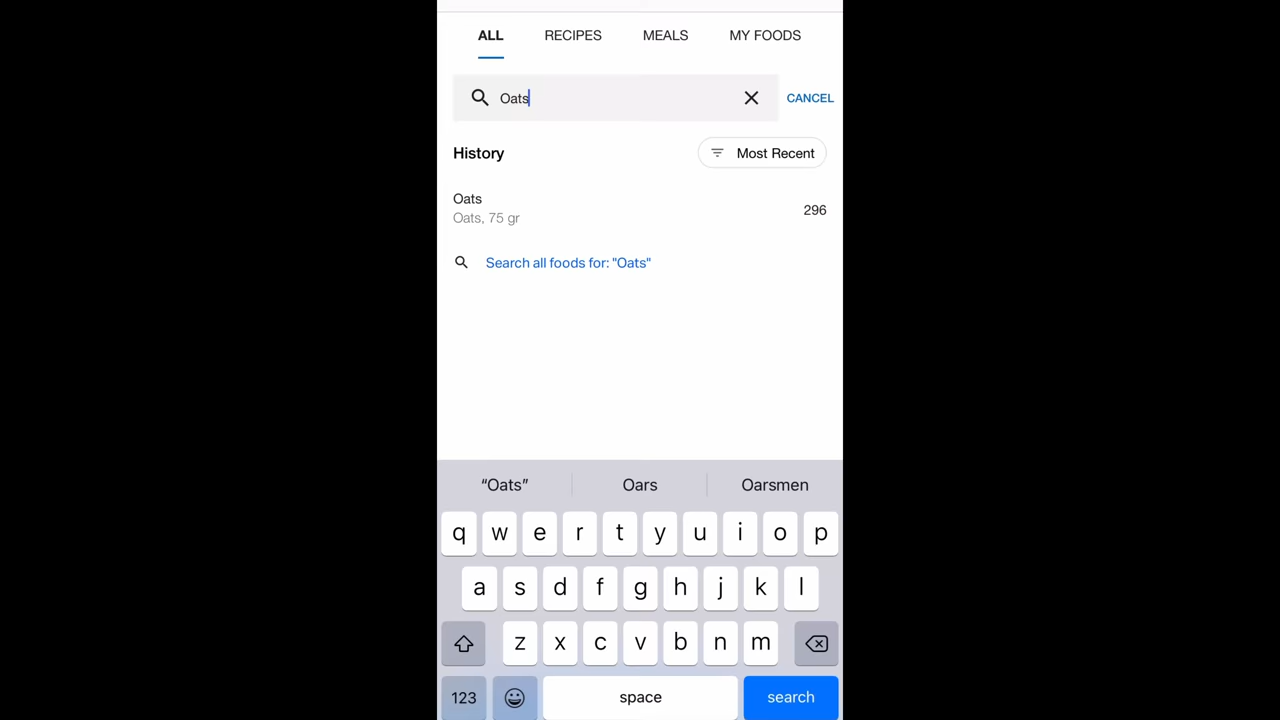 ALL RECIPES MEALS MY FOODS
Oats CANCEL
History Most Recent
Oats
Oats, 75 gr
296
Search all foods for: "Oats"
“Oats” Oars Oarsmen
q w e r t y u i o p
a s d f g h j k l
z x c v b n m
123 space search